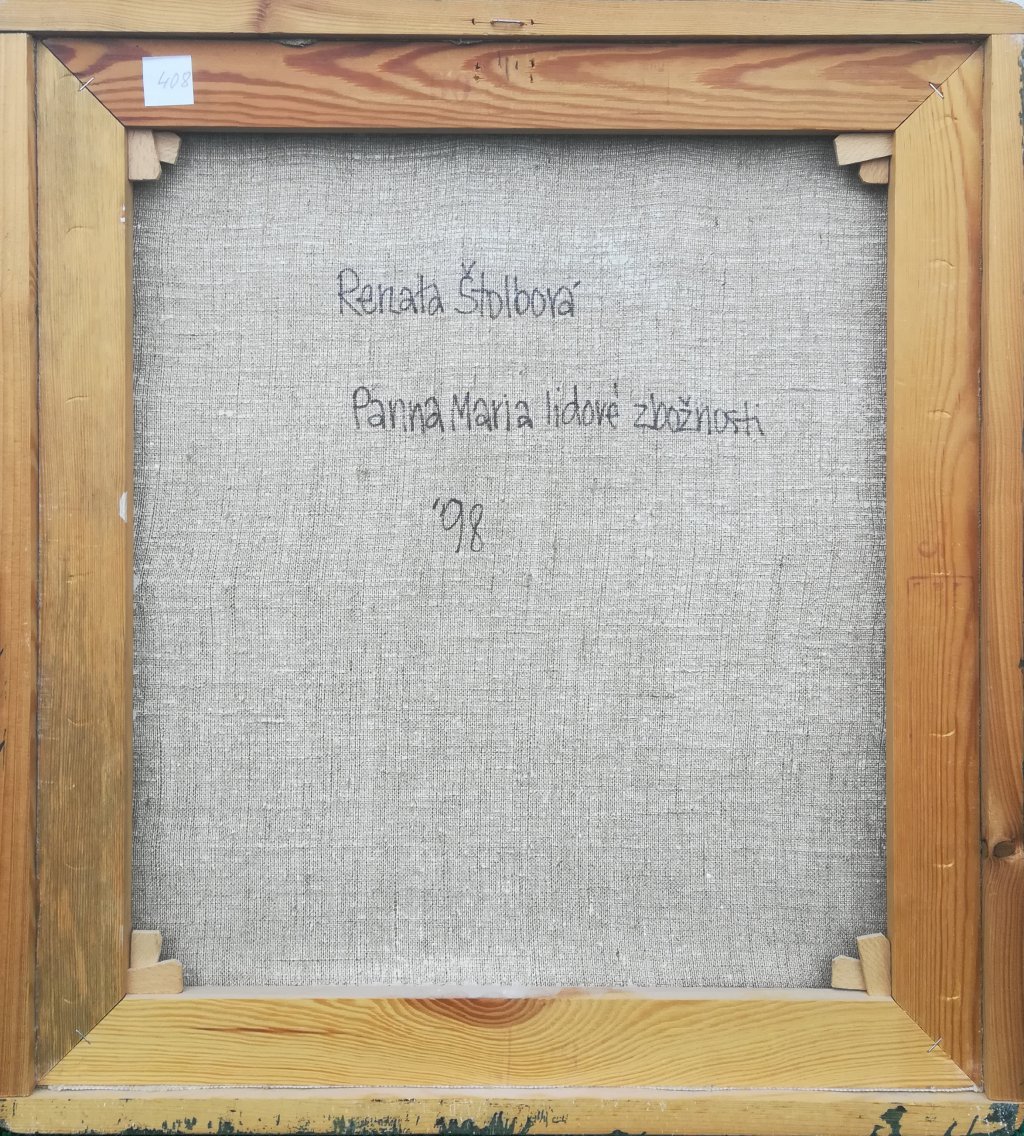 408
Renata Štolbová
Panna Maria lidové zbožnosti
'98